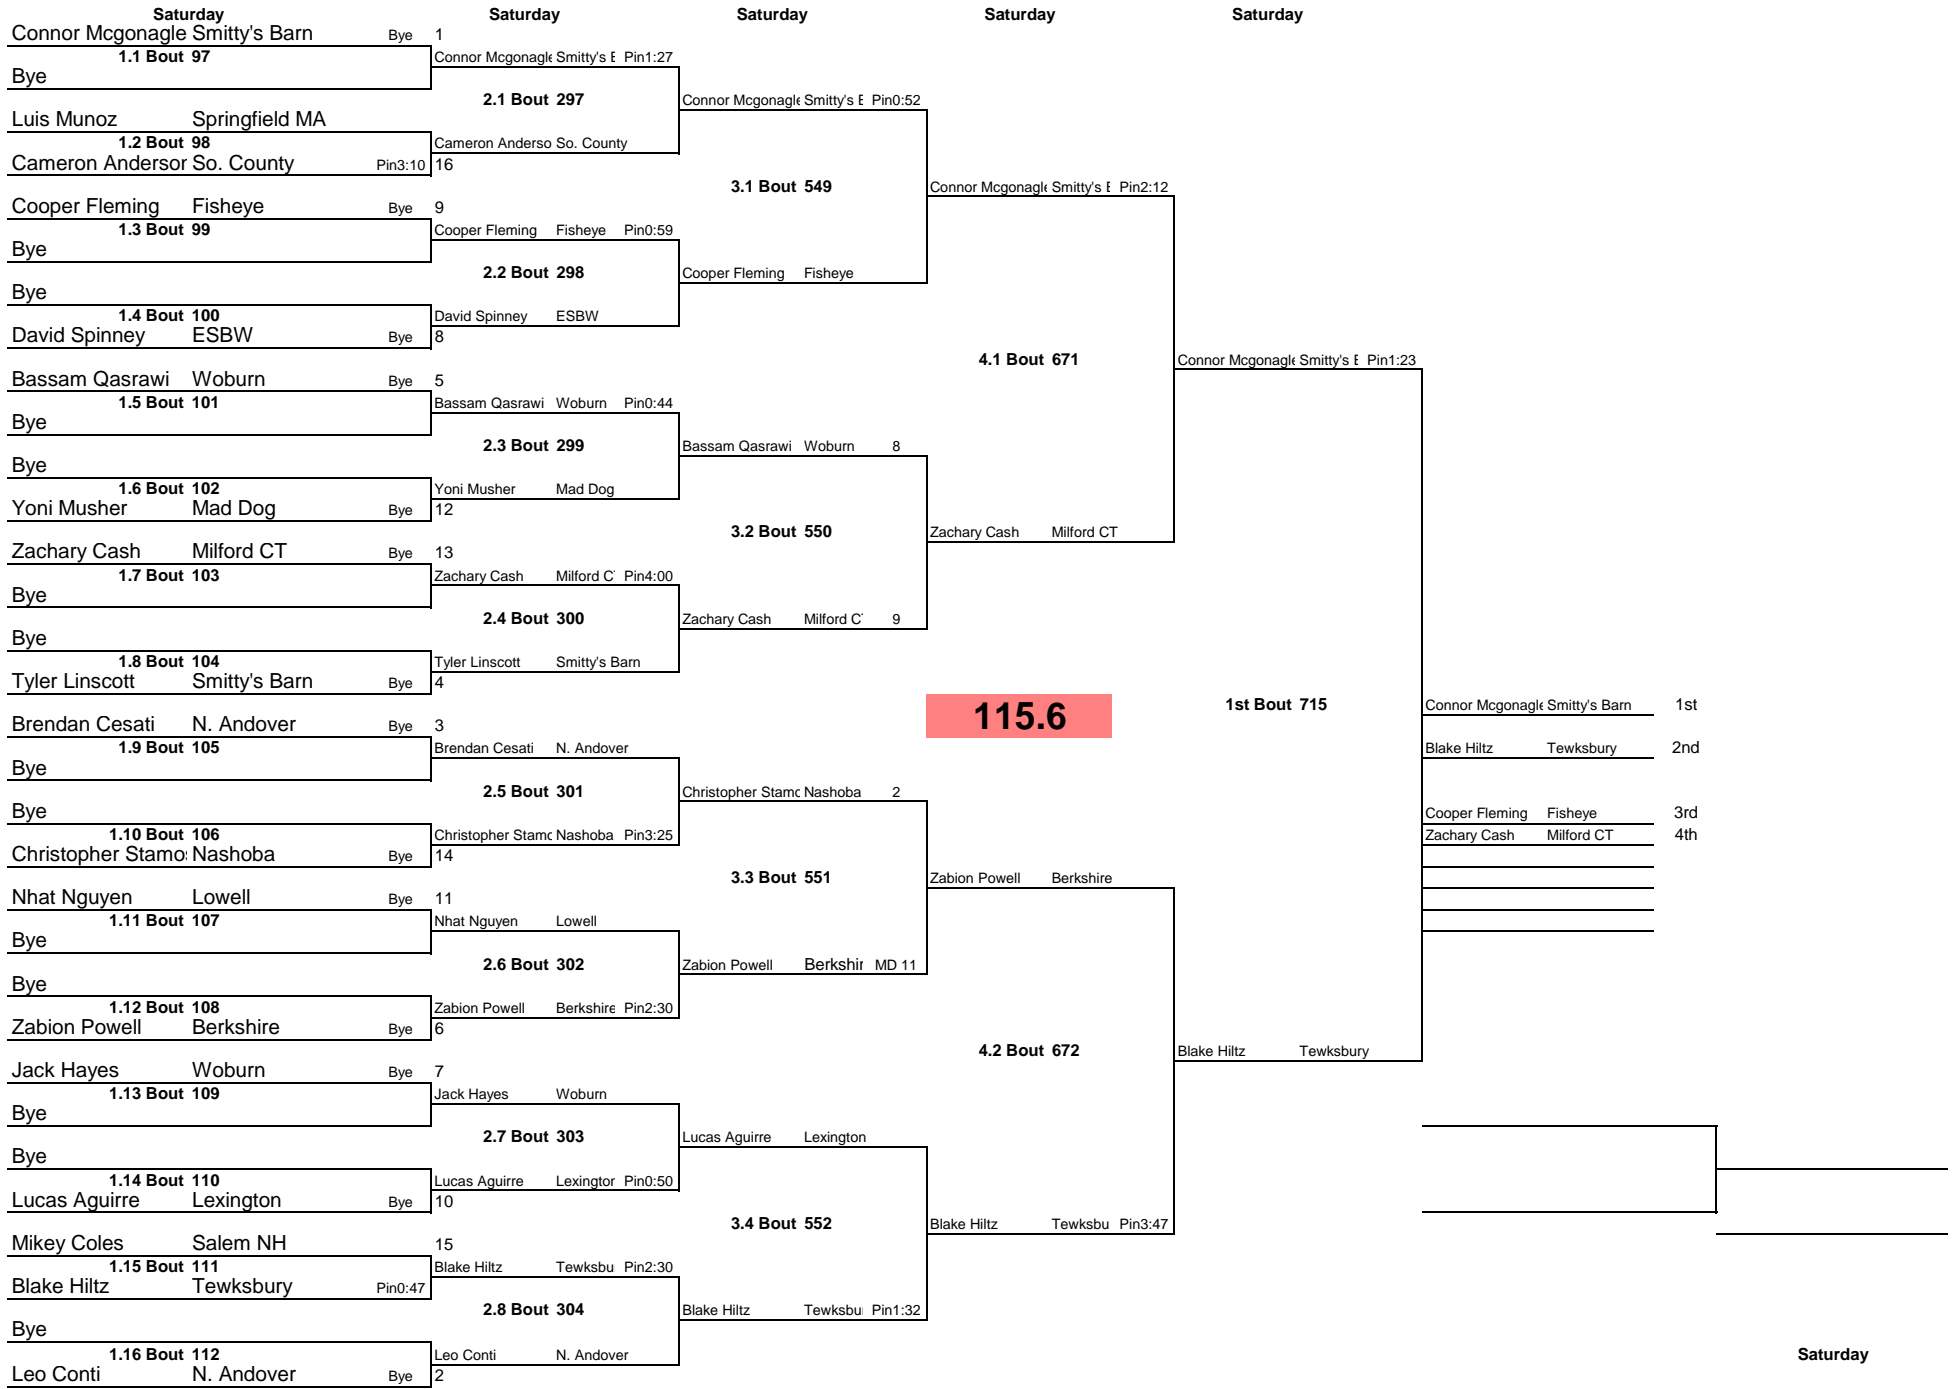 Saturday Saturday Saturday Saturday Saturday
Connor Mcgonagle Smitty's Barn Bye 1
1.1 Bout 97
Connor Mcgonagle Smitty's B Pin1:27
Bye
2.1 Bout 297
Connor Mcgonagle Smitty's B Pin0:52
Luis Munoz Springfield MA
1.2 Bout 98
Cameron Anderso So. County
Cameron Anderson So. County Pin3:10 16
3.1 Bout 549
Connor Mcgonagle Smitty's B Pin2:12
Cooper Fleming Fisheye Bye 9
1.3 Bout 99
Cooper Fleming Fisheye Pin0:59
Bye
2.2 Bout 298
Cooper Fleming Fisheye
Bye
1.4 Bout 100
David Spinney ESBW
David Spinney ESBW Bye 8
4.1 Bout 671
Connor Mcgonagle Smitty's B Pin1:23
Bassam Qasrawi Woburn Bye 5
1.5 Bout 101
Bassam Qasrawi Woburn Pin0:44
Bye
2.3 Bout 299
Bassam Qasrawi Woburn 8
Bye
1.6 Bout 102
Yoni Musher Mad Dog
Yoni Musher Mad Dog Bye 12
3.2 Bout 550
Zachary Cash Milford CT
Zachary Cash Milford CT Bye 13
1.7 Bout 103
Zachary Cash Milford C Pin4:00
Bye
2.4 Bout 300
Zachary Cash Milford C 9
Bye
1.8 Bout 104
Tyler Linscott Smitty's Barn
Tyler Linscott Smitty's Barn Bye 4
115.6
1st Bout 715
Connor Mcgonagle Smitty's Barn 1st
Brendan Cesati N. Andover Bye 3
1.9 Bout 105
Brendan Cesati N. Andover
Blake Hiltz Tewksbury 2nd
Bye
2.5 Bout 301
Christopher Stamo Nashoba 2
Bye
Cooper Fleming Fisheye 3rd
1.10 Bout 106
Christopher Stamo Nashoba Pin3:25
Zachary Cash Milford CT 4th
Christopher Stamos Nashoba Bye 14
3.3 Bout 551
Zabion Powell Berkshire
Nhat Nguyen Lowell Bye 11
1.11 Bout 107
Nhat Nguyen Lowell
Bye
2.6 Bout 302
Zabion Powell Berkshir MD 11
Bye
1.12 Bout 108
Zabion Powell Berkshire Pin2:30
Zabion Powell Berkshire Bye 6
4.2 Bout 672
Blake Hiltz Tewksbury
Jack Hayes Woburn Bye 7
1.13 Bout 109
Jack Hayes Woburn
Bye
2.7 Bout 303
Lucas Aguirre Lexington
Bye
1.14 Bout 110
Lucas Aguirre Lexington Pin0:50
Lucas Aguirre Lexington Bye 10
3.4 Bout 552
Blake Hiltz Tewksbu Pin3:47
Mikey Coles Salem NH 15
1.15 Bout 111
Blake Hiltz Tewksbu Pin2:30
Blake Hiltz Tewksbury Pin0:47
2.8 Bout 304
Blake Hiltz Tewksbu Pin1:32
Bye
1.16 Bout 112
Leo Conti N. Andover
Saturday
Leo Conti N. Andover Bye 2